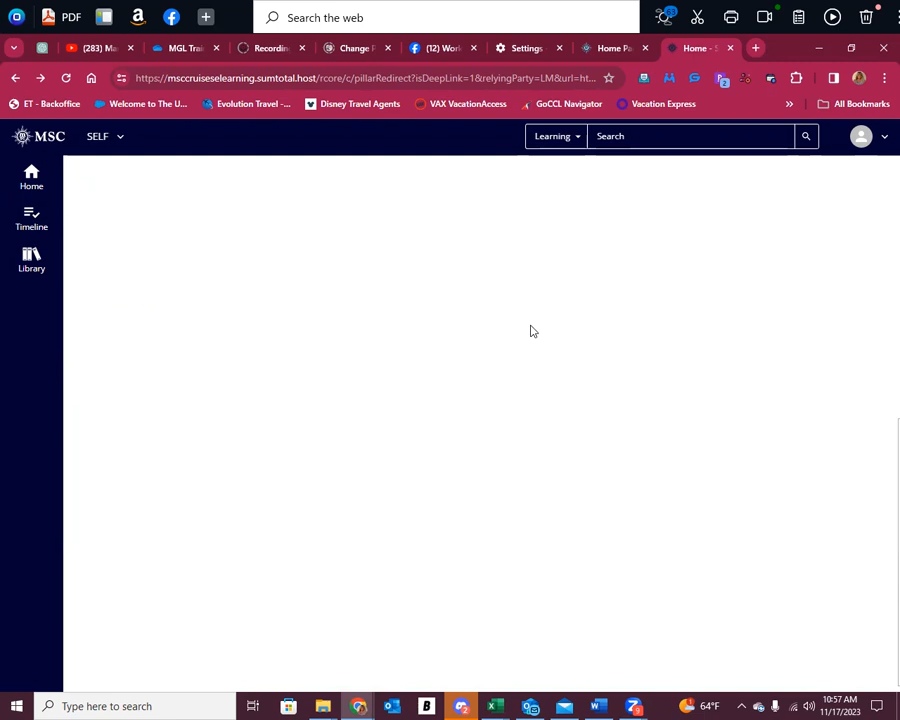 PDF
Search the web
63
(283) Ma
MGL Trai
Recordin
Change P
(12) Work
Settings -
Home Pa
Home - S
https://msccruiseselearning.sumtotal.host/rcore/c/pillarRedirect?isDeepLink=1&relyingParty=LM&url=ht...
2
ET - Backoffice
Welcome to The U...
Evolution Travel -...
Disney Travel Agents
VAX VacationAccess
GoCCL Navigator
Vacation Express
»
All Bookmarks
MSC
SELF
Learning
Search
Home
Timeline
Library
Type here to search
B
64°F
10:57 AM
11/17/2023